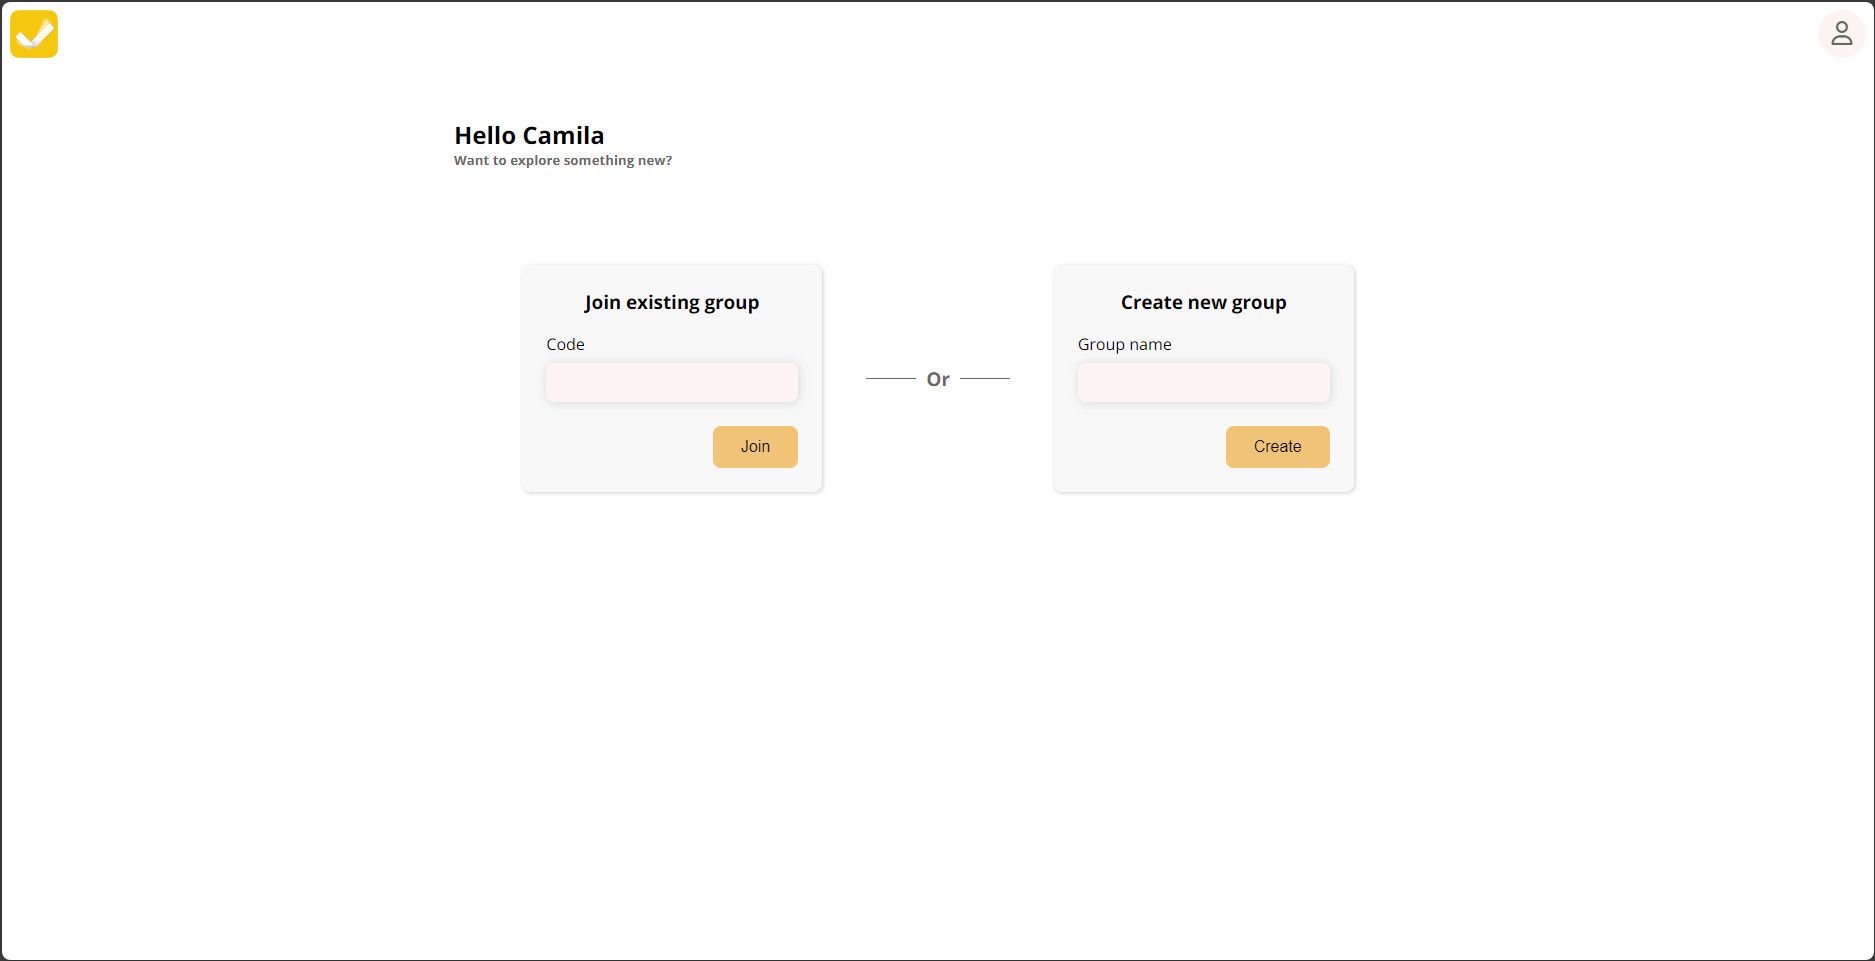 Hello Camila
Want to explore something new?
Join existing group
Code
Join
Or
Create new group
Group name
Create